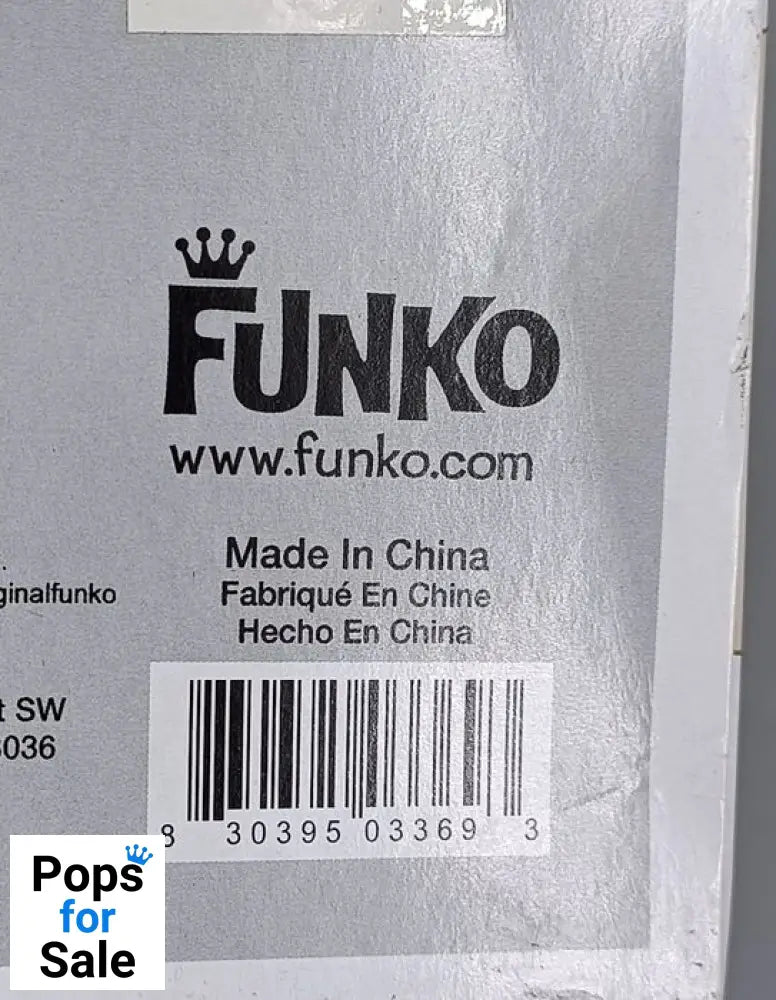 FUNKO
www.funko.com
Made In China
Fabriqué En Chine
Hecho En China
ginalfunko
t SW
036
8 30395 03369 3
Pops
for
Sale